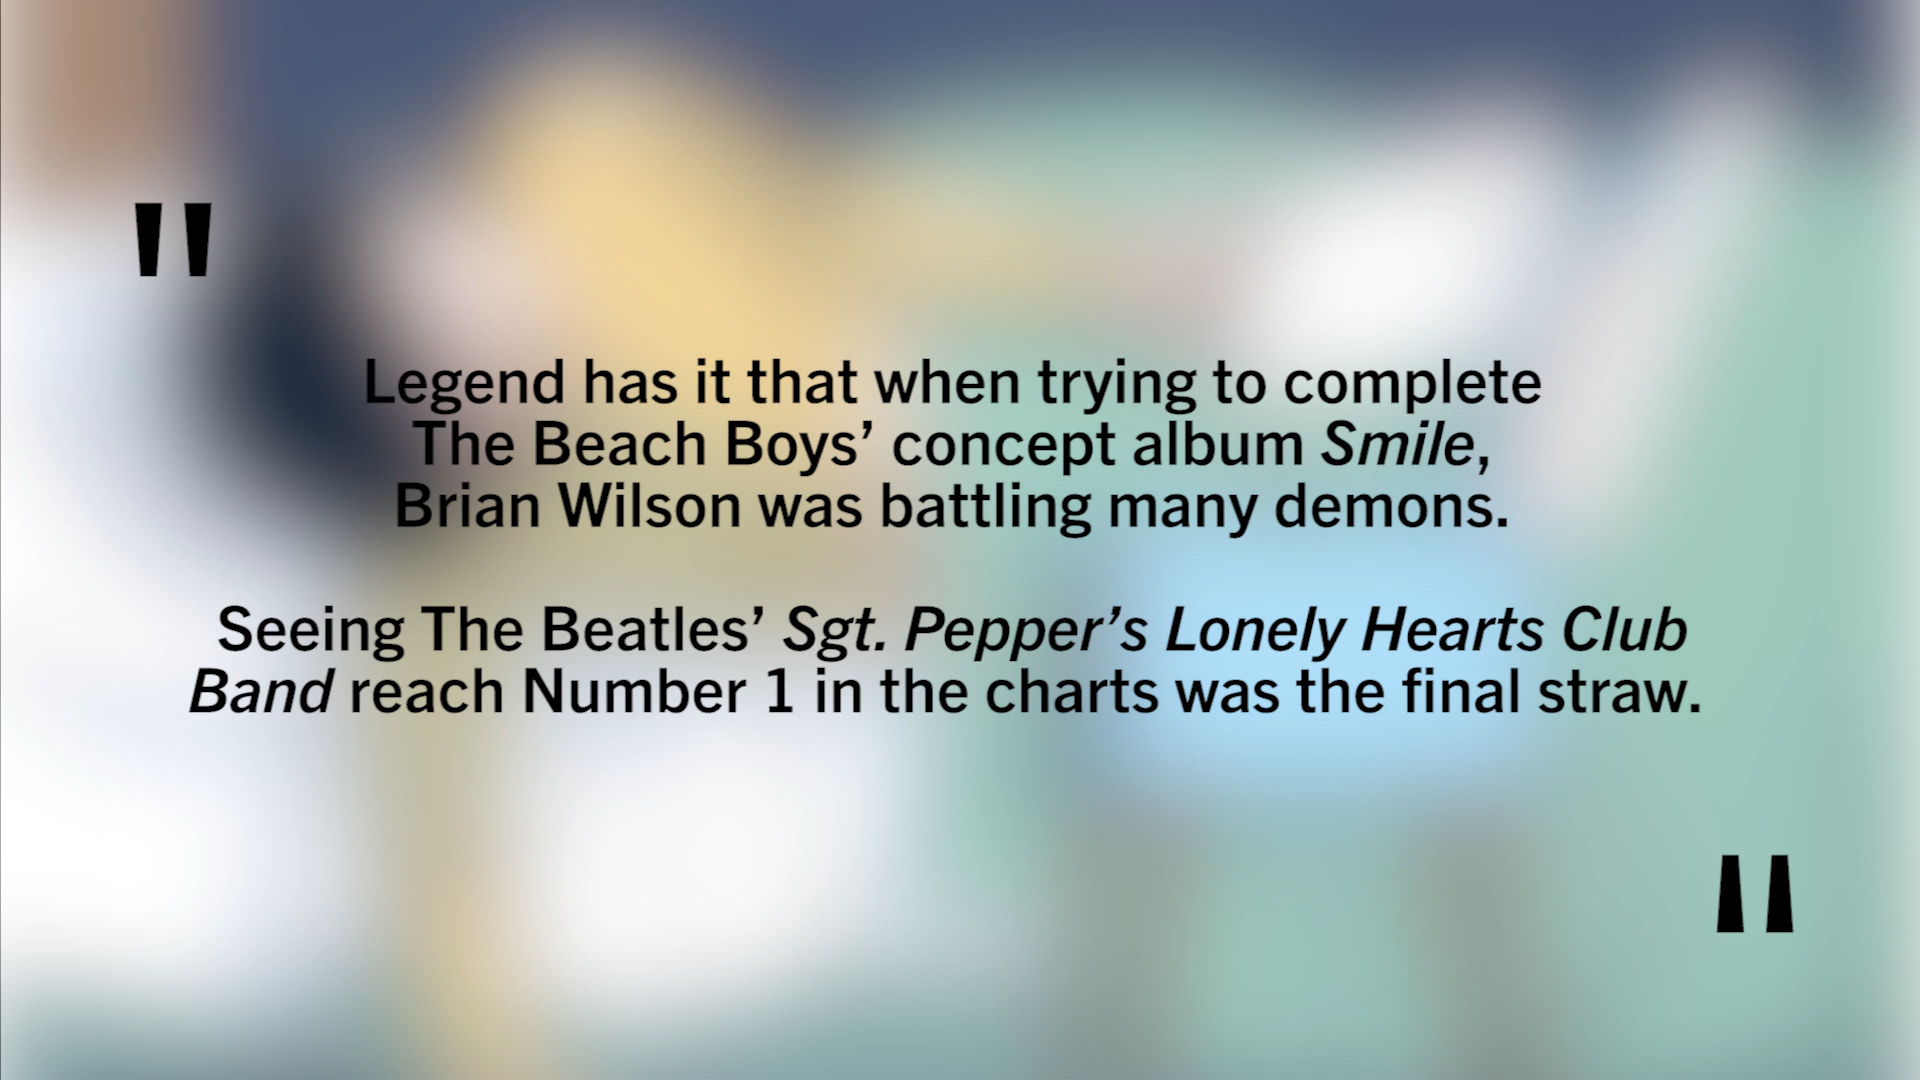 "
Legend has it that when trying to complete
The Beach Boys’ concept album Smile,
Brian Wilson was battling many demons.
Seeing The Beatles’ Sgt. Pepper’s Lonely Hearts Club
Band reach Number 1 in the charts was the final straw.
"